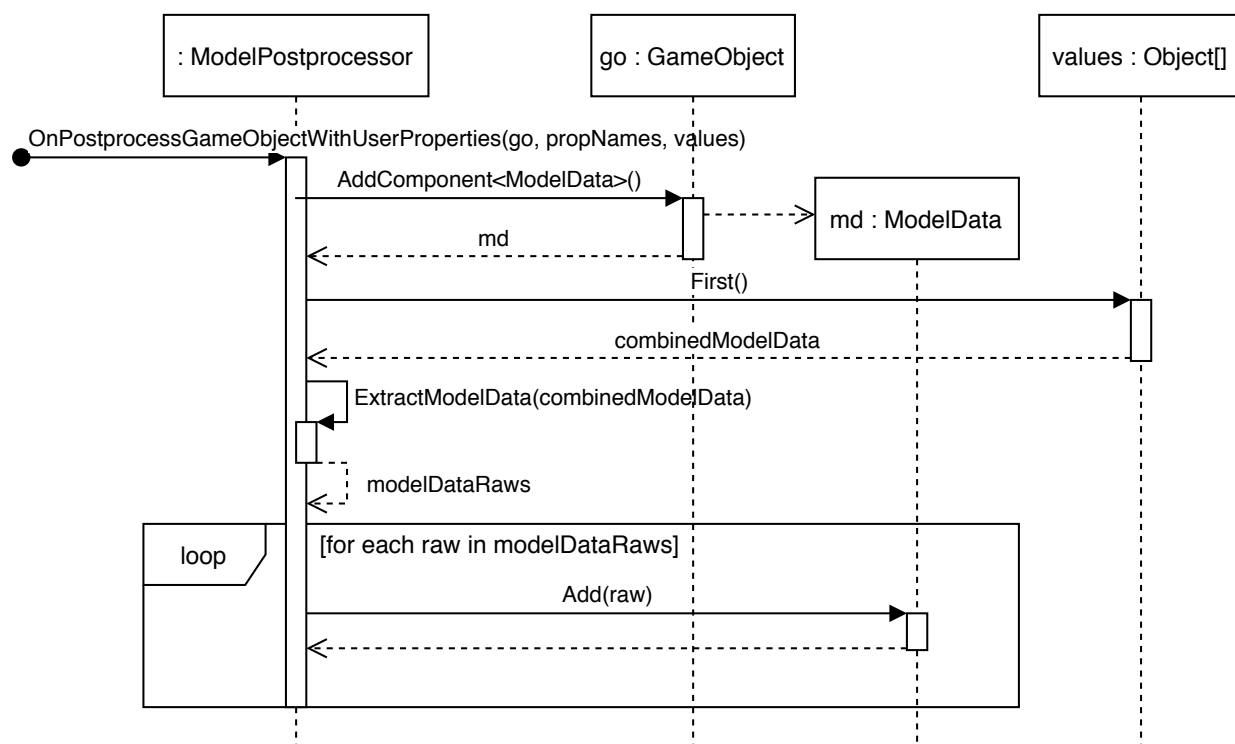 : ModelPostprocessor
go : GameObject
values : Object[]
OnPostprocessGameObjectWithUserProperties(go, propNames, values)
AddComponent<ModelData>()
md : ModelData
md
First()
combinedModelData
ExtractModelData(combinedModelData)
modelDataRaws
loop
[for each raw in modelDataRaws]
Add(raw)